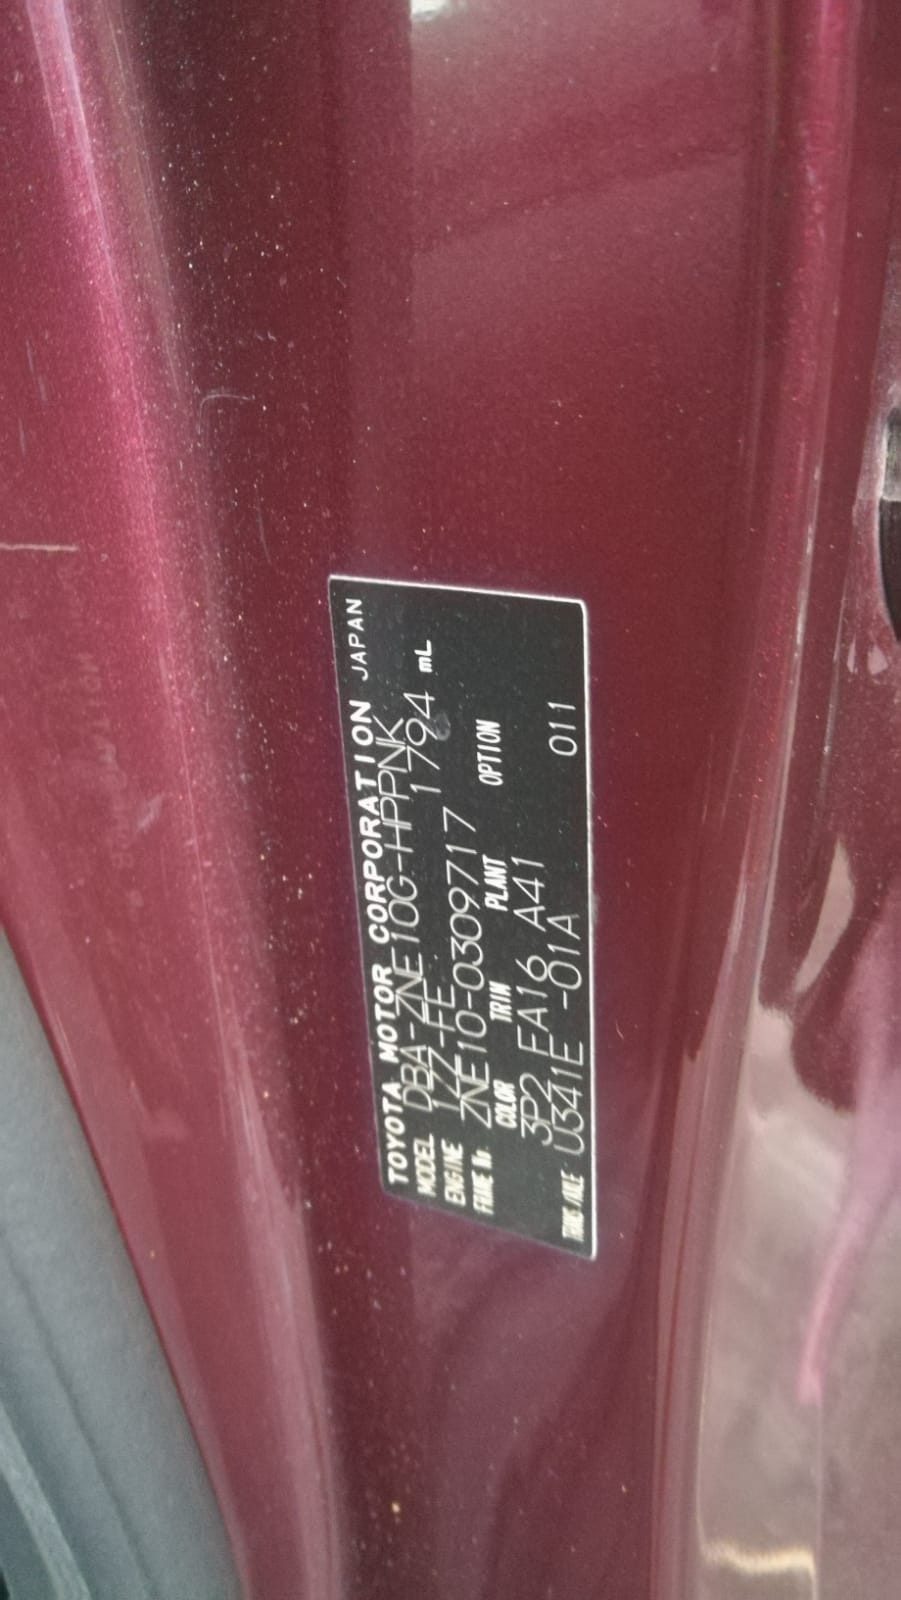 TOYOTA MOTOR CORPORATION JAPAN
MODEL DBA-ZNE10G-HPPNK
ENGINE 1ZZ-FE 1794 mL
FRAME No. ZNE10-0309717
COLOR TRIM PLANT OPTION
3P2 FA16 A41
TRANS/AXLE U341E -01A 011